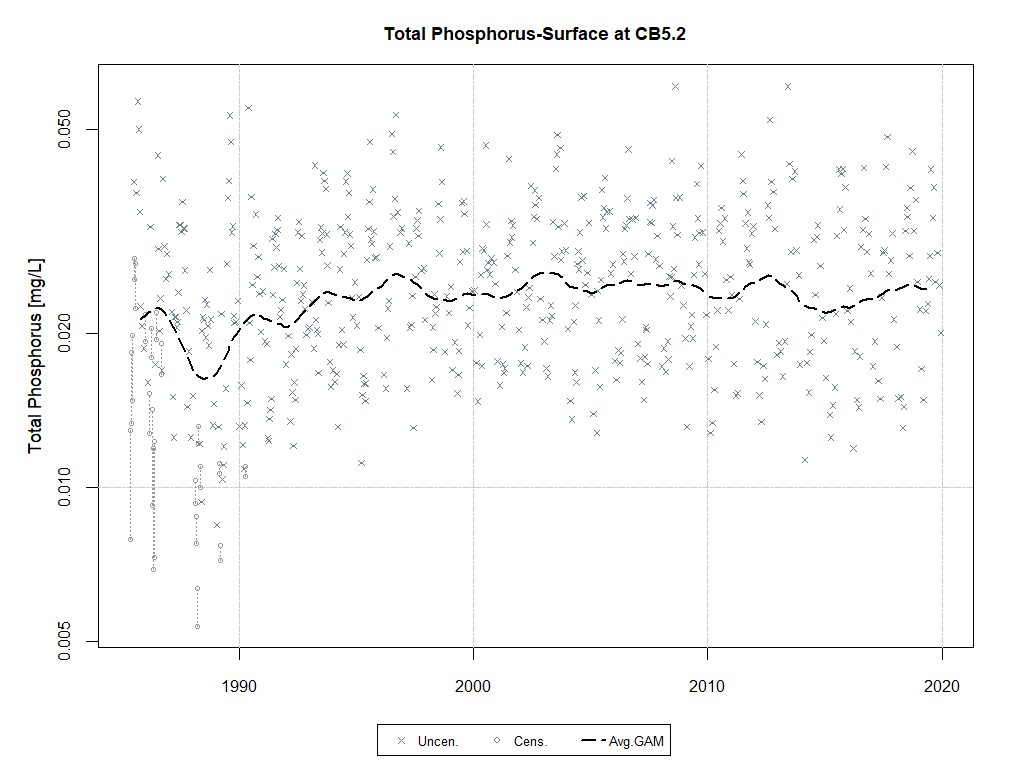 Total Phosphorus-Surface at CB5.2
Total Phosphorus [mg/L]
0.050
0.020
0.010
0.005
1990 2000 2010 2020
Uncen. Cens. Avg.GAM